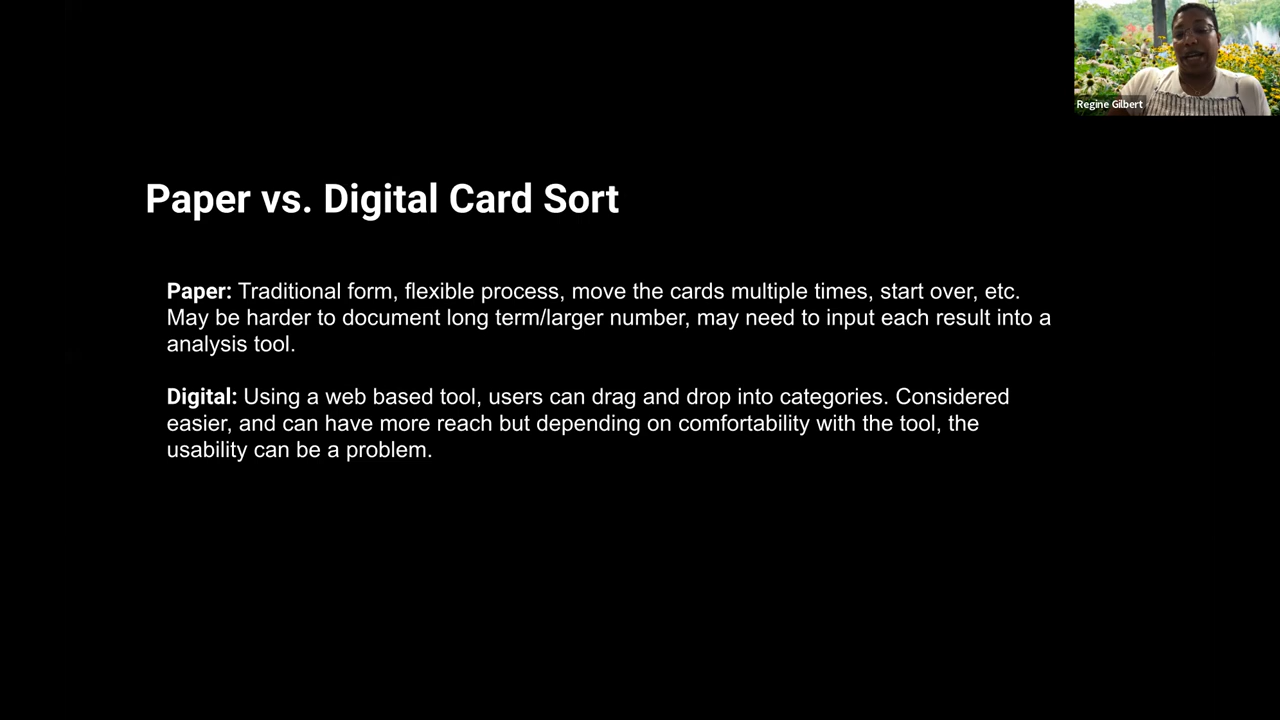 Regine Gilbert
Paper vs. Digital Card Sort
Paper: Traditional form, flexible process, move the cards multiple times, start over, etc.
May be harder to document long term/larger number, may need to input each result into a
analysis tool.
Digital: Using a web based tool, users can drag and drop into categories. Considered
easier, and can have more reach but depending on comfortability with the tool, the
usability can be a problem.